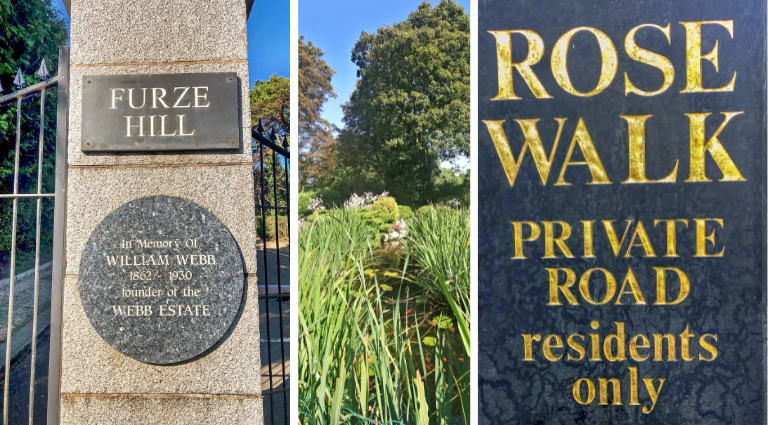 FURZE
HILL
In Memory Of
WILLIAM WEBB
1862 - 1930
founder of the
WEBB ESTATE
ROSE
WALK
PRIVATE
ROAD
residents
only